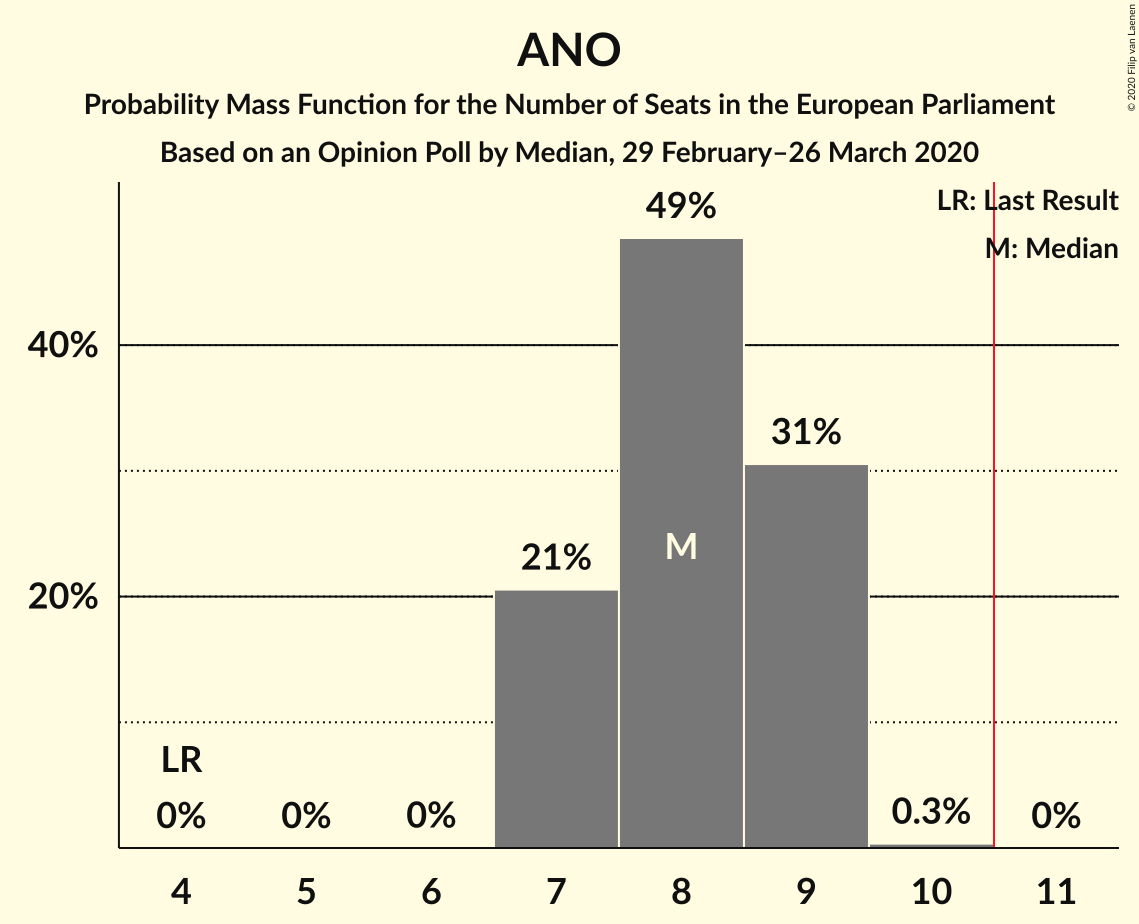 ANO
Probability Mass Function for the Number of Seats in the European Parliament
Based on an Opinion Poll by Median, 29 February–26 March 2020
© 2020 Filip van Laenen
LR: Last Result
M: Median
49%
40%
31%
21%
M
20%
LR
0% 0% 0% 0.3% 0%
4 5 6 7 8 9 10 11